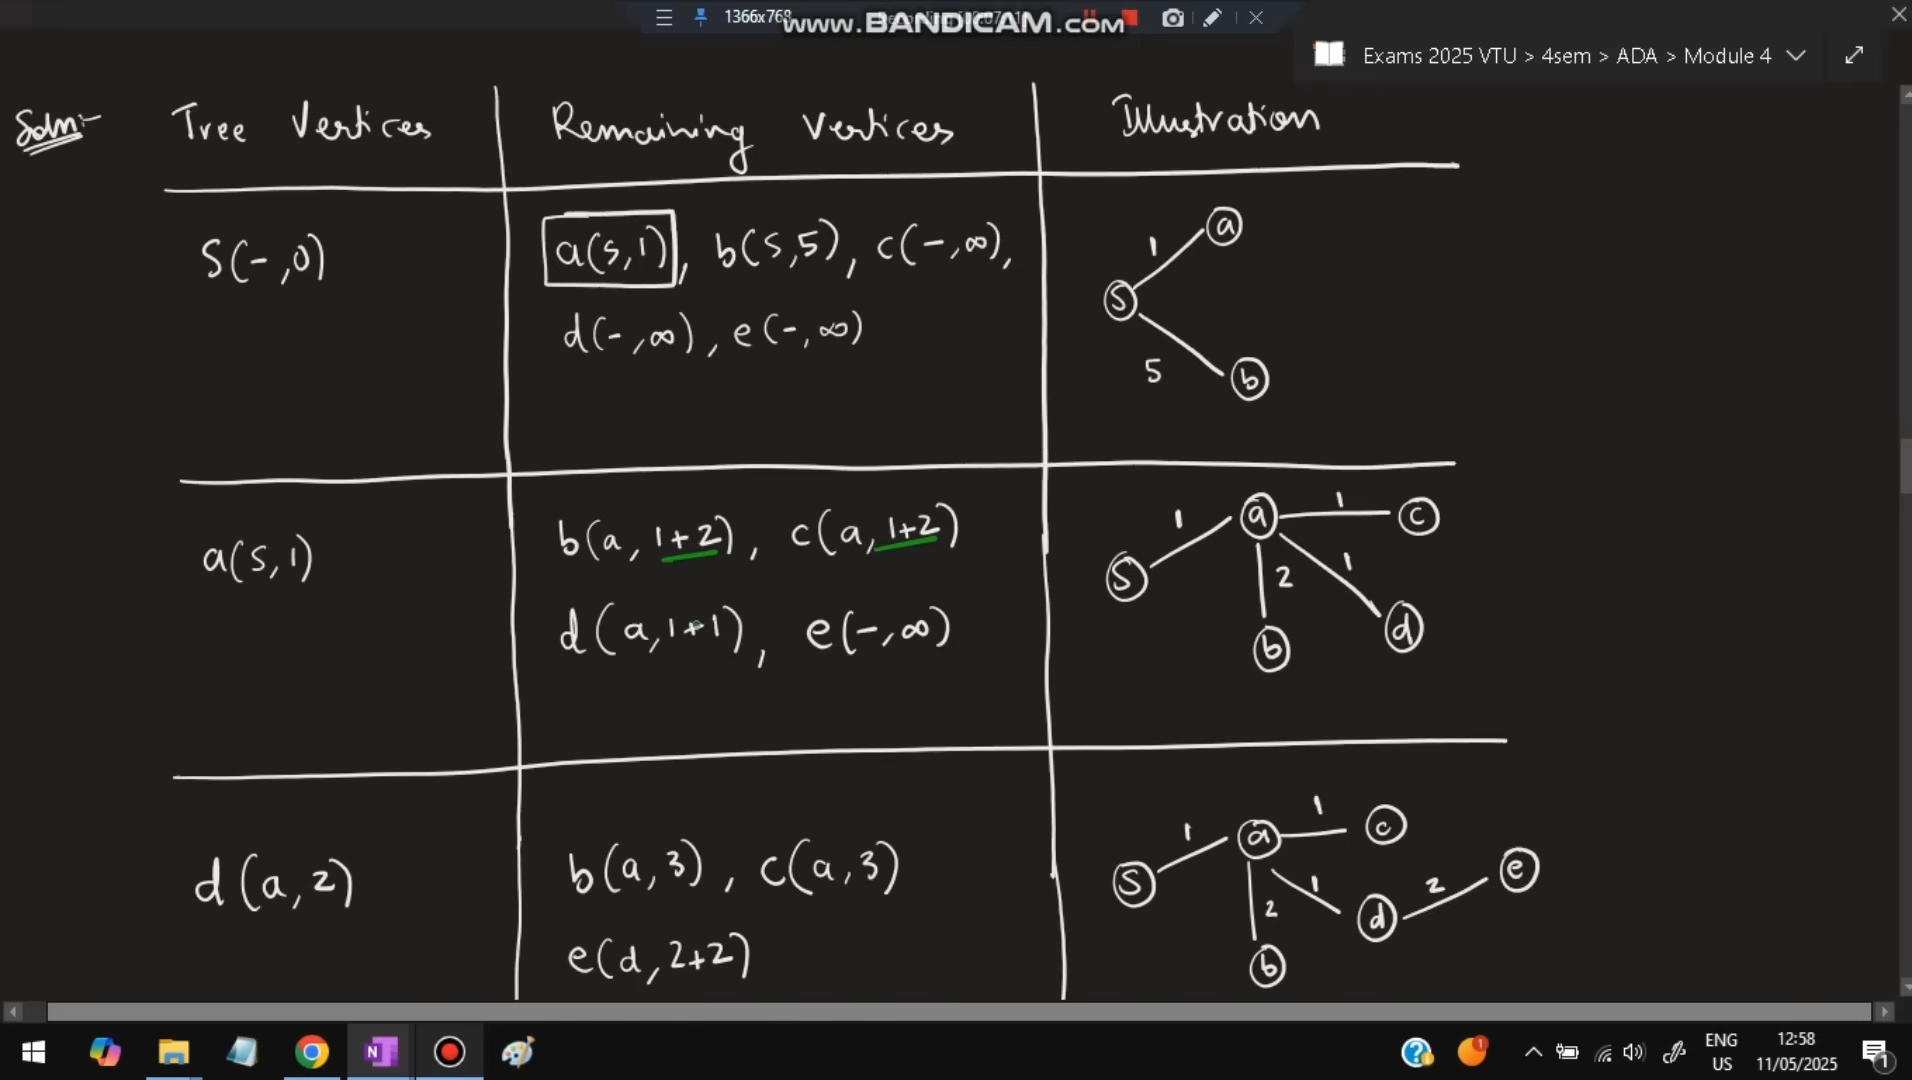 1366x768
www.BANDICAM.com
Exams 2025 VTU > 4sem > ADA > Module 4
Soln:-
Tree Vertices
Remaining Vertices
Illustration
S(-,0)
a(S,1), b(S,5), c(-,∞),
d(-,∞), e(-,∞)
1
a
S
5
b
a(S,1)
b(a, 1+2), c(a, 1+2)
d(a, 1+1), e(-,∞)
1
a
1
c
S
2
1
b
d
d(a,2)
b(a,3), c(a,3)
e(d, 2+2)
1
a
1
c
S
2
1
d
2
e
b
ENG
US
12:58
11/05/2025
1